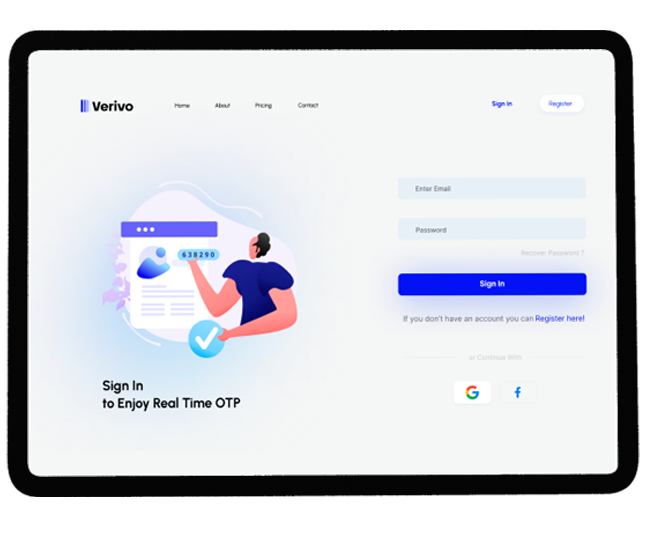 Verivo
Home About Pricing Contact
Sign In Register
638290
Sign In
to Enjoy Real Time OTP
Enter Email
Password
Recover Password ?
Sign In
If you don't have an account you can Register here!
or Continue With